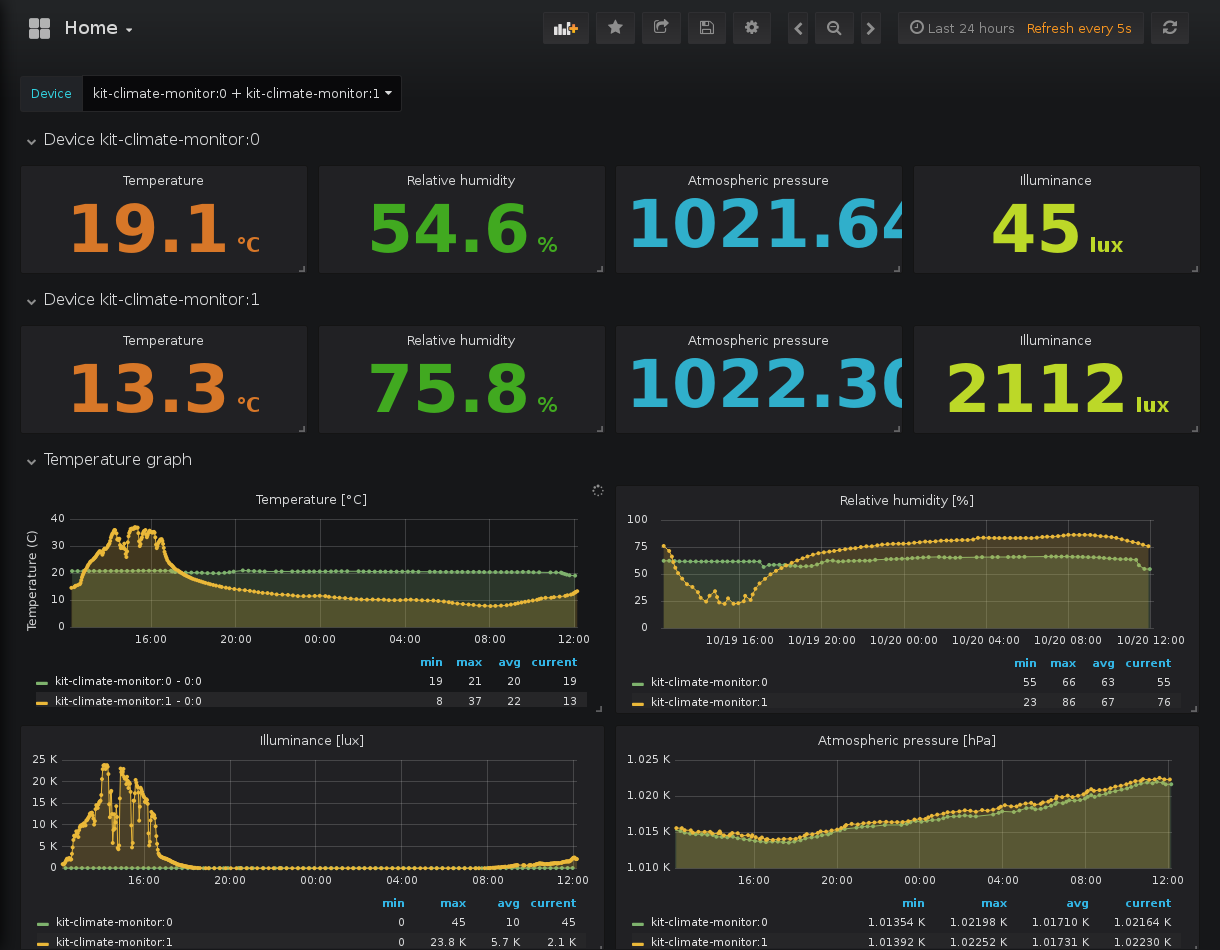 Home
Last 24 hours Refresh every 5s
Device kit-climate-monitor:0 + kit-climate-monitor:1
Device kit-climate-monitor:0
Temperature Relative humidity Atmospheric pressure Illuminance
19.1 °C 54.6 % 1021.64 45 lux
Device kit-climate-monitor:1
Temperature Relative humidity Atmospheric pressure Illuminance
13.3 °C 75.8 % 1022.30 2112 lux
Temperature graph
Temperature [°C]
Temperature (C)
40
30
20
10
0
16:00 20:00 00:00 04:00 08:00 12:00
min max avg current
kit-climate-monitor:0 - 0:0 19 21 20 19
kit-climate-monitor:1 - 0:0 8 37 22 13
Relative humidity [%]
100
75
50
25
0
10/19 16:00 10/19 20:00 10/20 00:00 10/20 04:00 10/20 08:00 10/20 12:00
min max avg current
kit-climate-monitor:0 55 66 63 55
kit-climate-monitor:1 23 86 67 76
Illuminance [lux]
25 K
20 K
15 K
10 K
5 K
0
16:00 20:00 00:00 04:00 08:00 12:00
min max avg current
kit-climate-monitor:0 0 45 10 45
kit-climate-monitor:1 0 23.8 K 5.7 K 2.1 K
Atmospheric pressure [hPa]
1.025 K
1.020 K
1.015 K
1.010 K
16:00 20:00 00:00 04:00 08:00 12:00
min max avg current
kit-climate-monitor:0 1.01354 K 1.02198 K 1.01710 K 1.02164 K
kit-climate-monitor:1 1.01392 K 1.02252 K 1.01731 K 1.02230 K